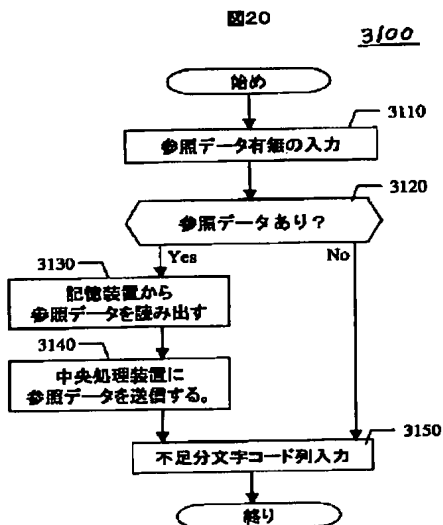 図20
3100
始め
3110
参照データ有無の入力
3120
参照データあり？
Yes
No
3130
記憶装置から
参照データを読み出す
3140
中央処理装置に
参照データを送信する。
3150
不足分文字コード列入力
終り